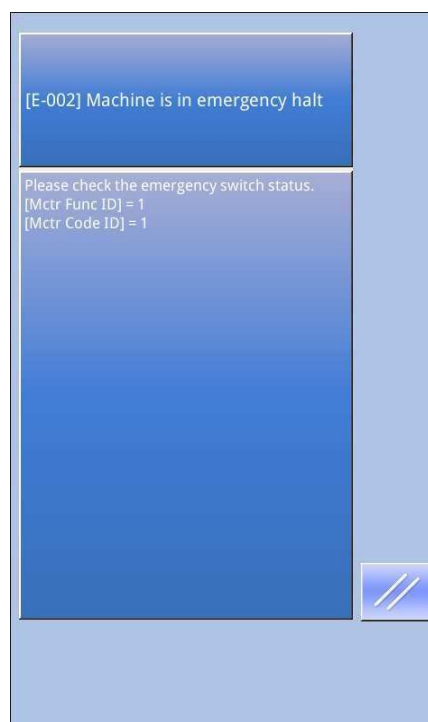 [E-002] Machine is in emergency halt
Please check the emergency switch status.
[Mctr Func ID] = 1
[Mctr Code ID] = 1